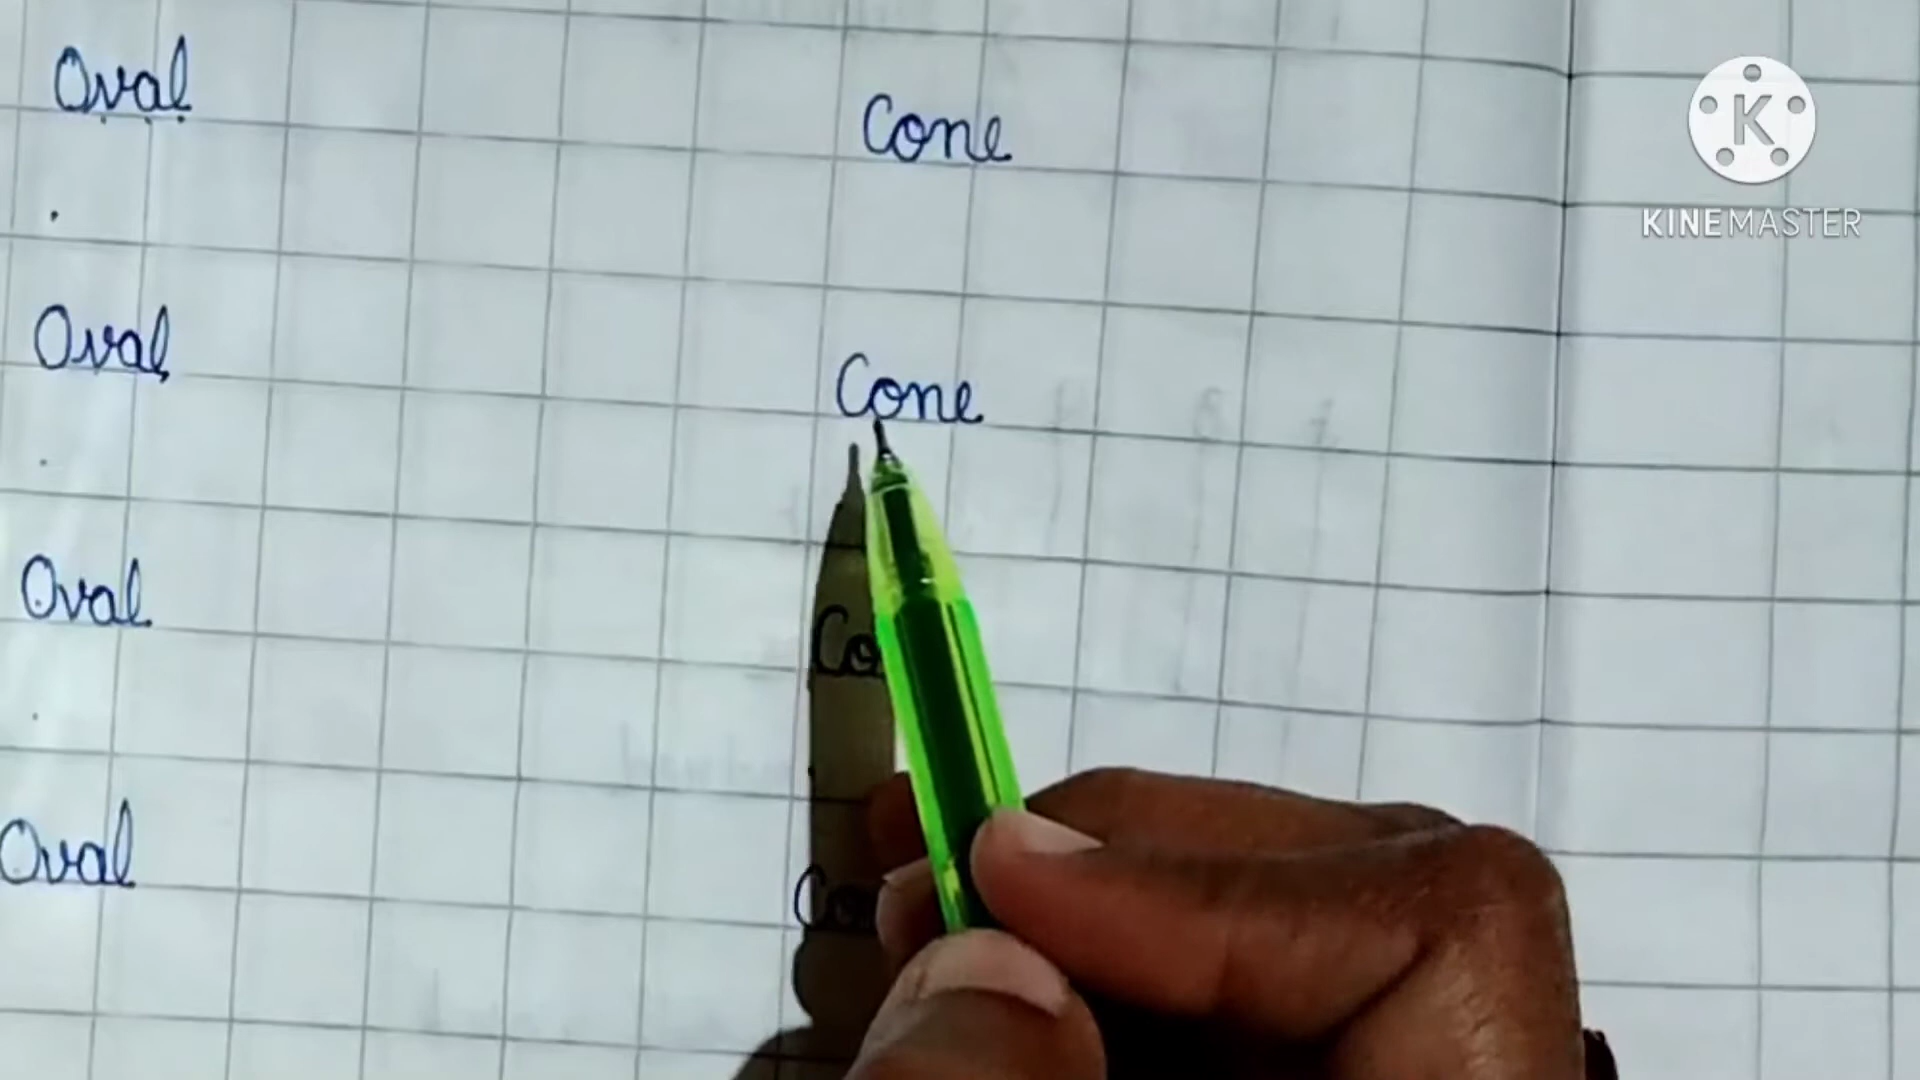 Oval Cone
Oval Cone
Oval
Oval
K
KINEMASTER